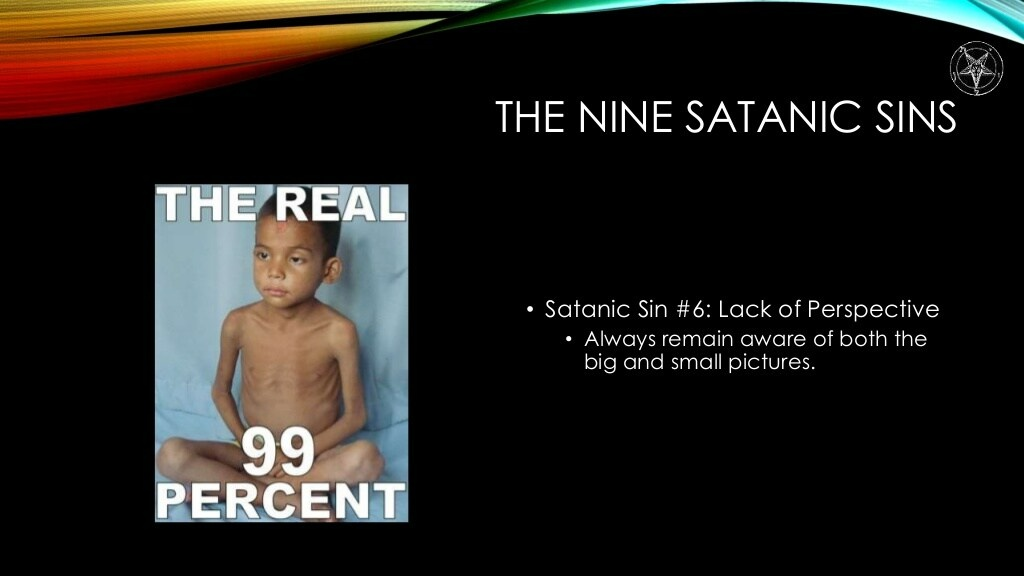 THE NINE SATANIC SINS
THE REAL
99
PERCENT
• Satanic Sin #6: Lack of Perspective
• Always remain aware of both the
big and small pictures.